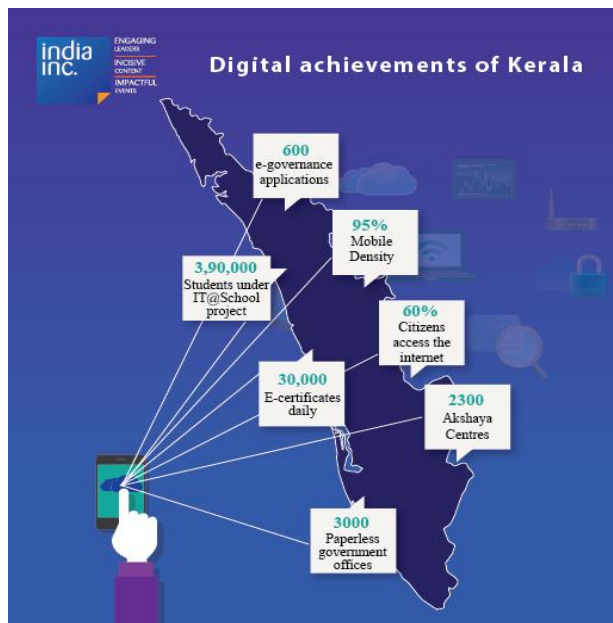 india
inc.
ENGAGING
LEADERS
INCISIVE
CONTENT
IMPACTFUL
EVENTS
Digital achievements of Kerala
600
e-governance
applications
95%
Mobile
Density
3,90,000
Students under
IT@School
project
60%
Citizens
access the
internet
30,000
E-certificates
daily
2300
Akshaya
Centres
3000
Paperless
government
offices